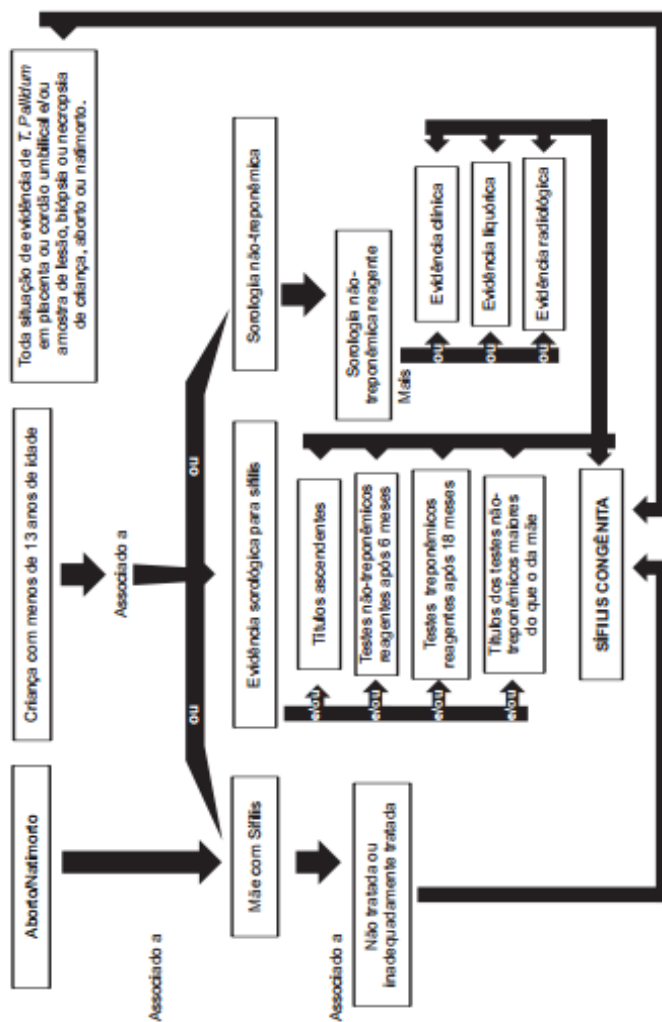 Aborto/Natimorto
Criança com menos de 13 anos de idade
Toda situação de evidência de T. Pallidum
em placenta ou cordão umbilical e/ou
amostra de lesão, biópsia ou necropsia
de criança, aborto ou natimorto.
Associado a
Associado a
ou
ou
Mãe com Sífilis
Evidência sorológica para sífilis
Sorologia não-treponêmica
Associado a
Não tratada ou
inadequadamente tratada
e/ou
Títulos ascendentes
e/ou
Testes não-treponêmicos
reagentes após 6 meses
e/ou
Testes treponêmicos
reagentes após 18 meses
e/ou
Títulos dos testes não-
treponêmicos maiores
do que o da mãe
Sorologia não-
treponêmica reagente
Mais
ou
Evidência clínica
ou
Evidência liquórica
ou
Evidência radiológica
SÍFILIS CONGÊNITA